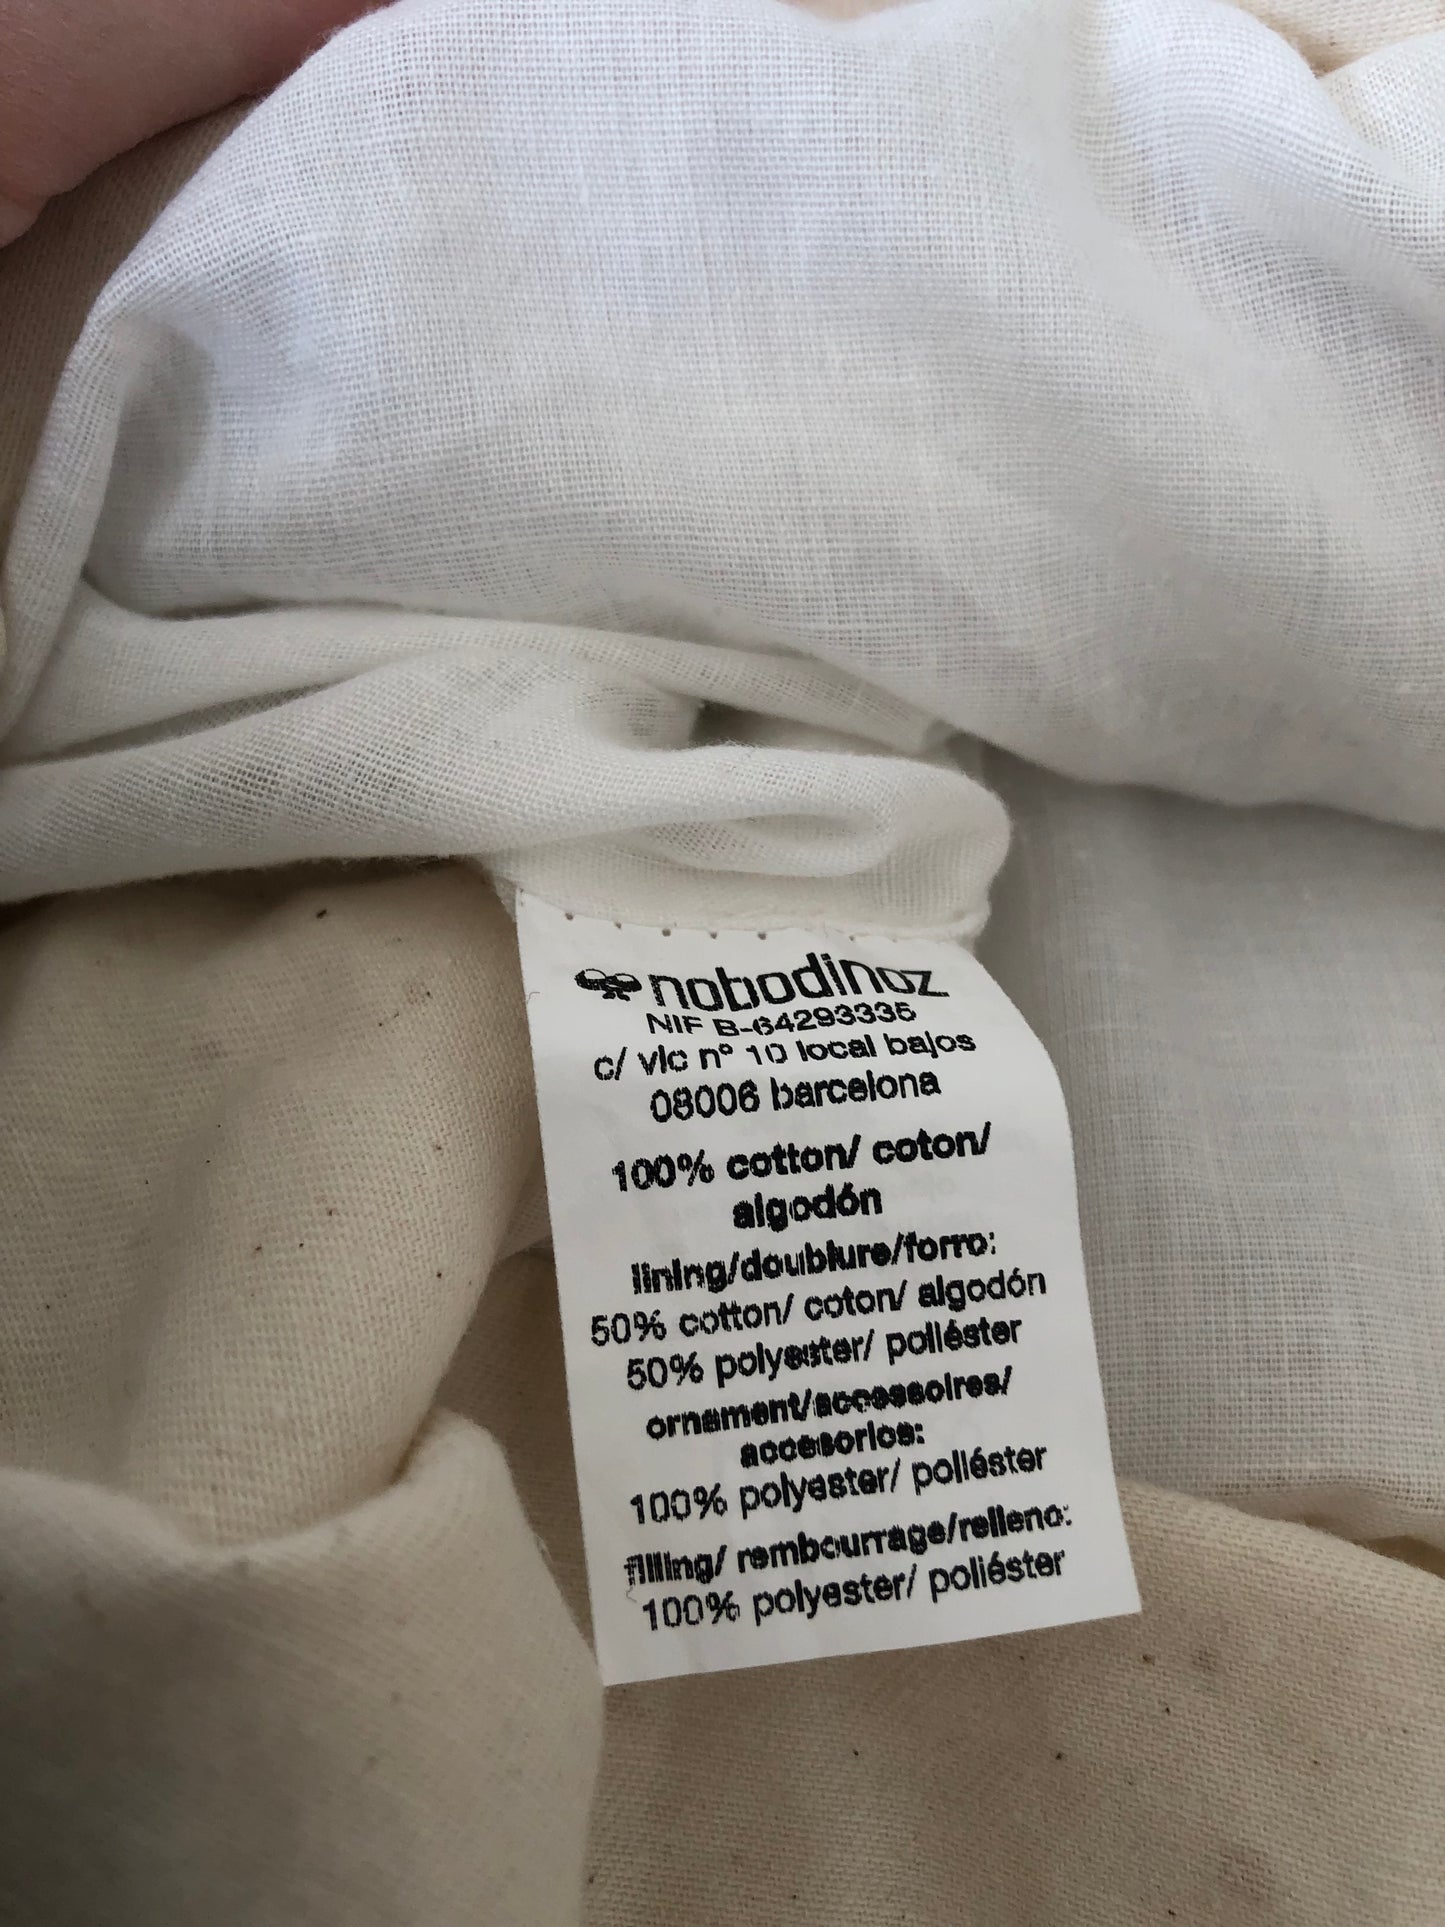 nobodinoz
NIF B-64293335
c/ vic nº 10 local bajos
08006 barcelona
100% cotton/ coton/
algodón
lining/doublure/forro:
50% cotton/ coton/ algodón
50% polyester/ poliéster
ornament/accessoires/
accesorios:
100% polyester/ poliéster
filling/ rembourrage/relleno:
100% polyester/ poliéster